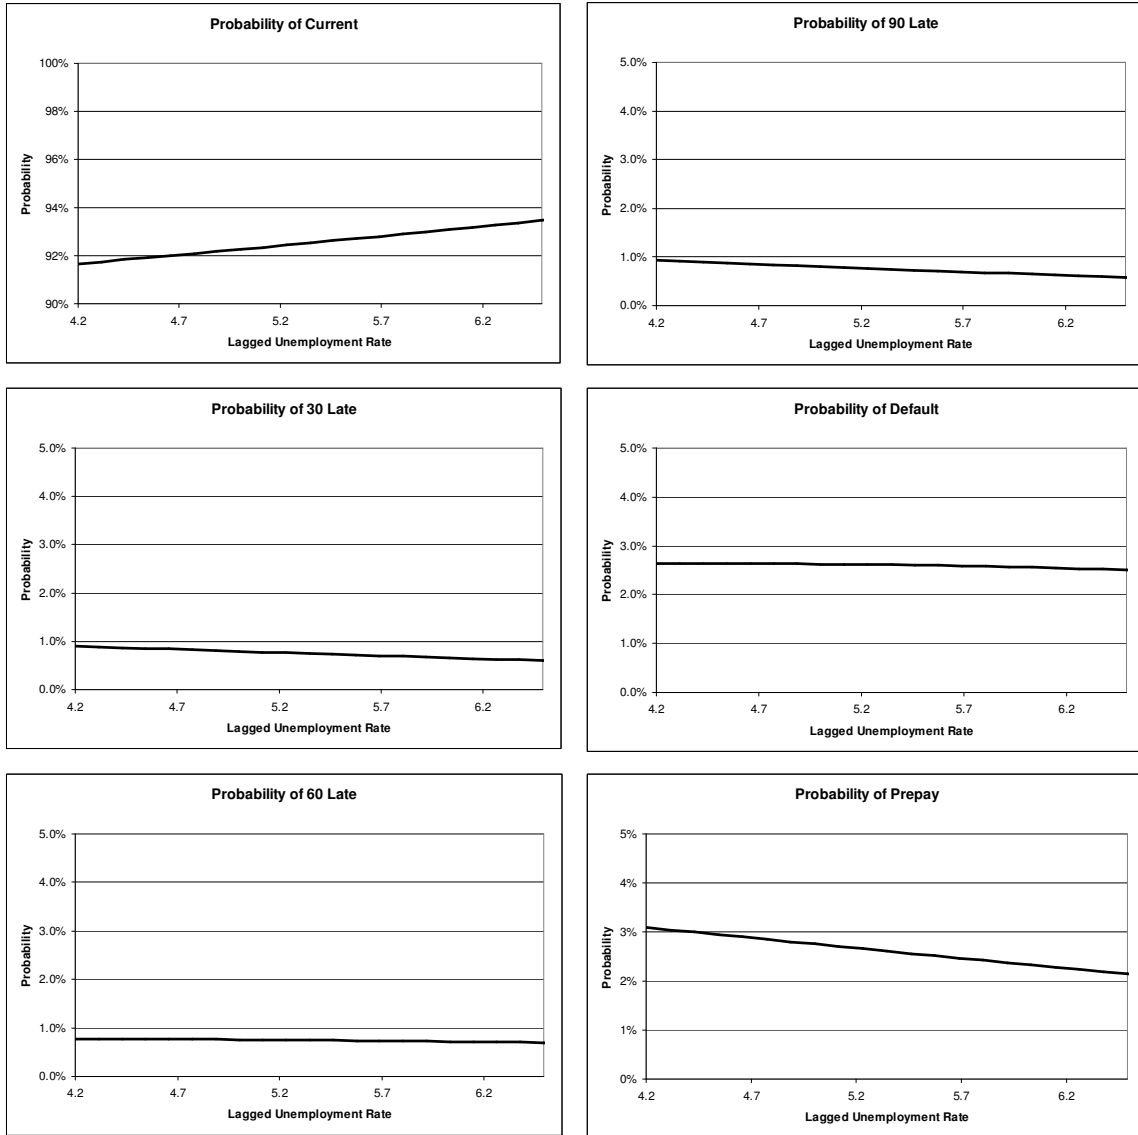 Probability of Current
100%
98%
96%
94%
92%
90%
Probability
4.2 4.7 5.2 5.7 6.2
Lagged Unemployment Rate
Probability of 90 Late
5.0%
4.0%
3.0%
2.0%
1.0%
0.0%
Probability
4.2 4.7 5.2 5.7 6.2
Lagged Unemployment Rate
Probability of 30 Late
5.0%
4.0%
3.0%
2.0%
1.0%
0.0%
Probability
4.2 4.7 5.2 5.7 6.2
Lagged Unemployment Rate
Probability of Default
5.0%
4.0%
3.0%
2.0%
1.0%
0.0%
Probability
4.2 4.7 5.2 5.7 6.2
Lagged Unemployment Rate
Probability of 60 Late
5.0%
4.0%
3.0%
2.0%
1.0%
0.0%
Probability
4.2 4.7 5.2 5.7 6.2
Lagged Unemployment Rate
Probability of Prepay
5%
4%
3%
2%
1%
0%
Probability
4.2 4.7 5.2 5.7 6.2
Lagged Unemployment Rate